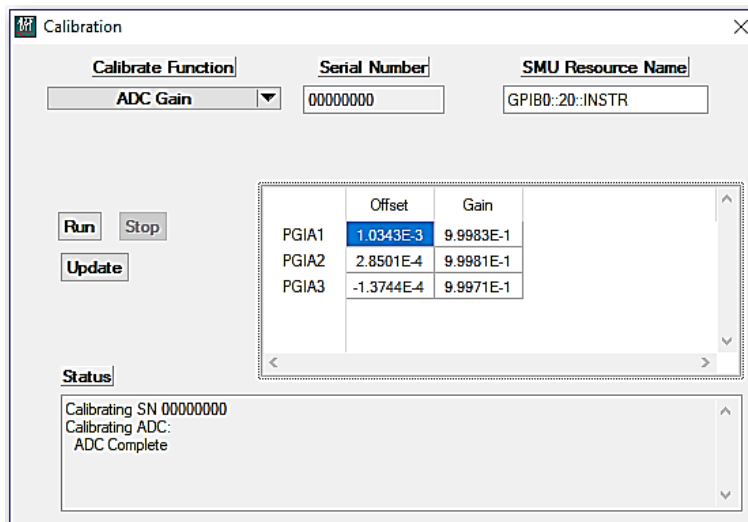 Calibration
Calibrate Function Serial Number SMU Resource Name
ADC Gain 00000000 GPIB0::20::INSTR
Offset Gain
Run Stop
PGIA1 1.0343E-3 9.9983E-1
PGIA2 2.8501E-4 9.9981E-1
Update
PGIA3 -1.3744E-4 9.9971E-1
Status
Calibrating SN 00000000
Calibrating ADC:
ADC Complete